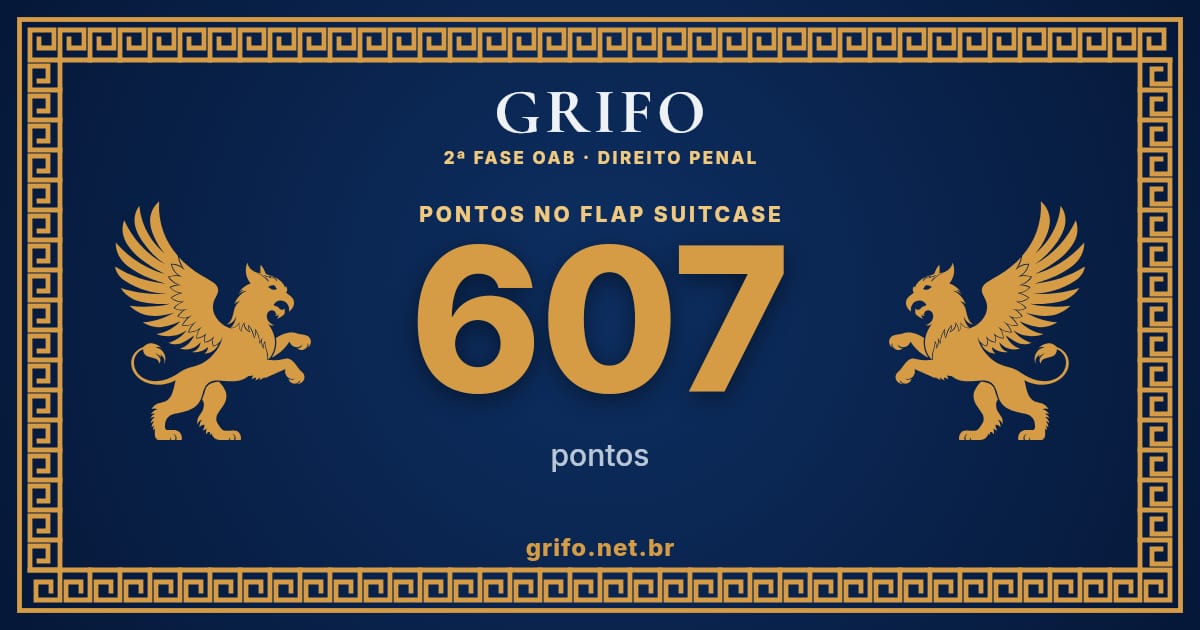 GRIFO
2ª FASE OAB · DIREITO PENAL
PONTOS NO FLAP SUITCASE
607
pontos
grifo.net.br